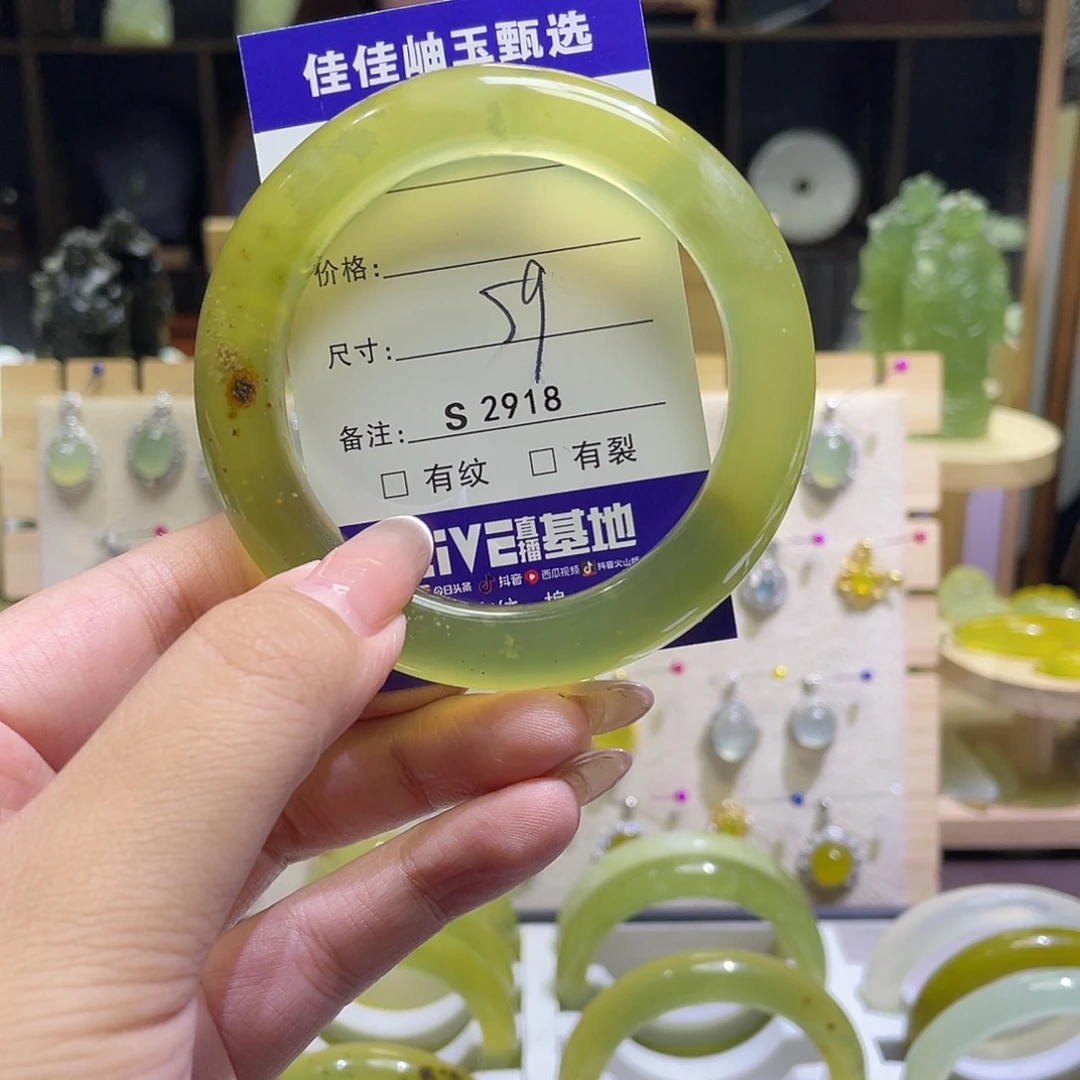 佳佳岫玉甄选
价格:
尺寸: 59
备注: S 2918
□ 有纹 □ 有裂
LiVE直播基地
今日头条 抖音 西瓜视频 抖音火山